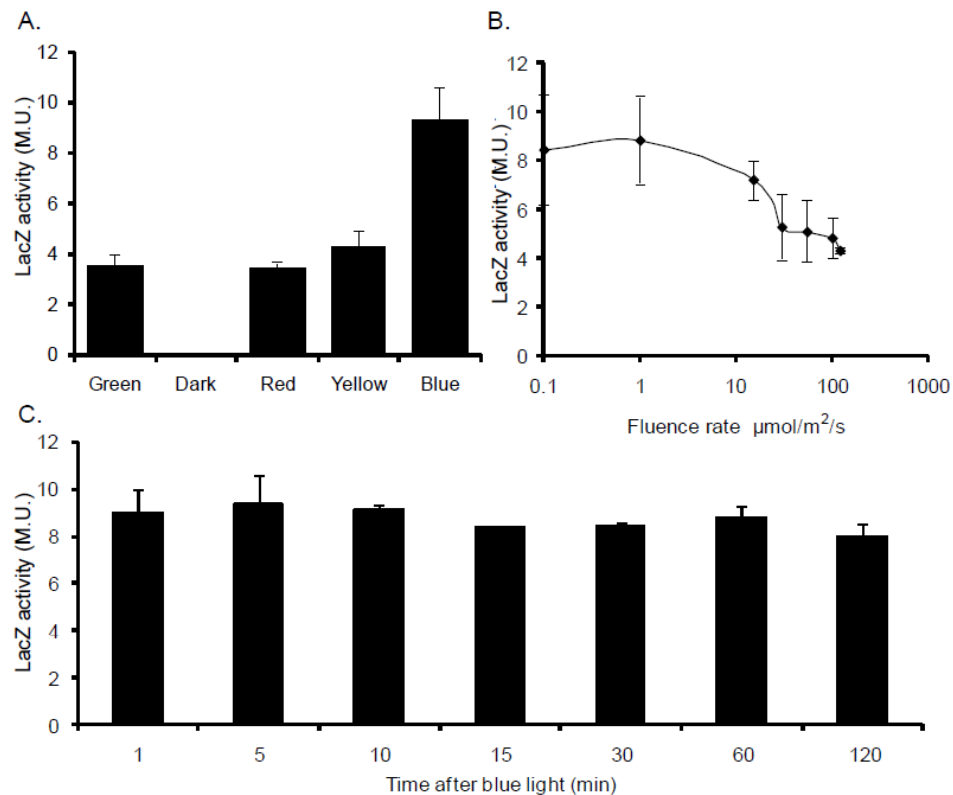 A.
12
10
8
6
4
2
0
LacZ activity (M.U.)
Green Dark Red Yellow Blue
B.
12
10
8
6
4
2
0
LacZ activity (M.U.)
0.1 1 10 100 1000
Fluence rate µmol/m²/s
C.
12
10
8
6
4
2
0
LacZ activity (M.U.)
1 5 10 15 30 60 120
Time after blue light (min)